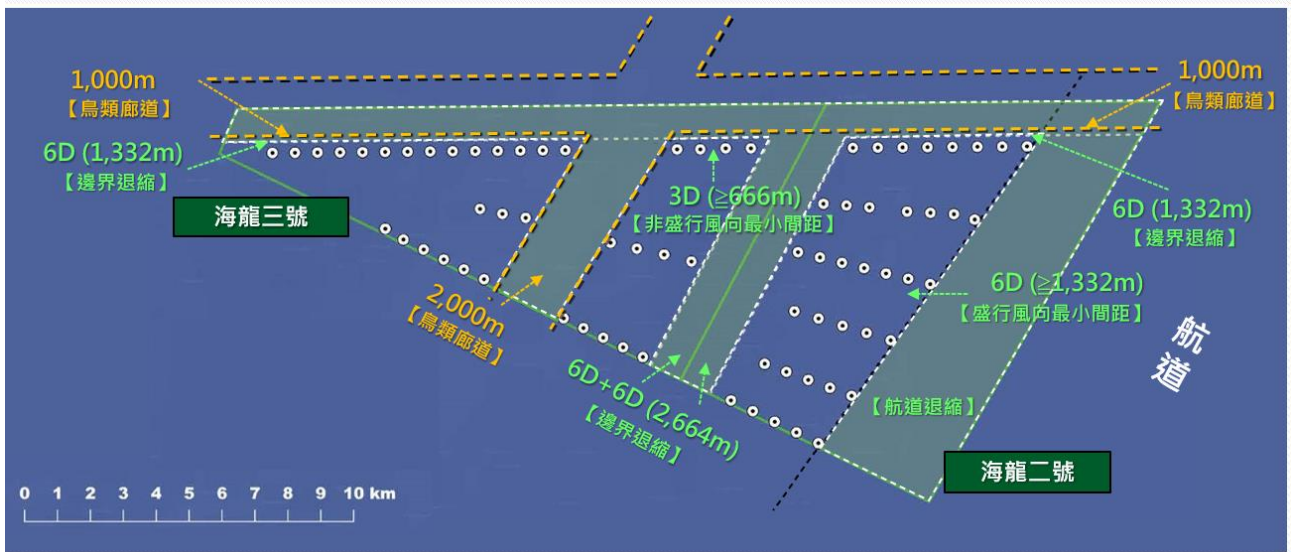 1,000m
【鳥類廊道】
6D (1,332m)
【邊界退縮】
海龍三號
2,000m
【鳥類廊道】
3D (≧666m)
【非盛行風向最小間距】
6D+6D (2,664m)
【邊界退縮】
1,000m
【鳥類廊道】
6D (1,332m)
【邊界退縮】
6D (≧1,332m)
【盛行風向最小間距】
航道
【航道退縮】
海龍二號
0 1 2 3 4 5 6 7 8 9 10 km